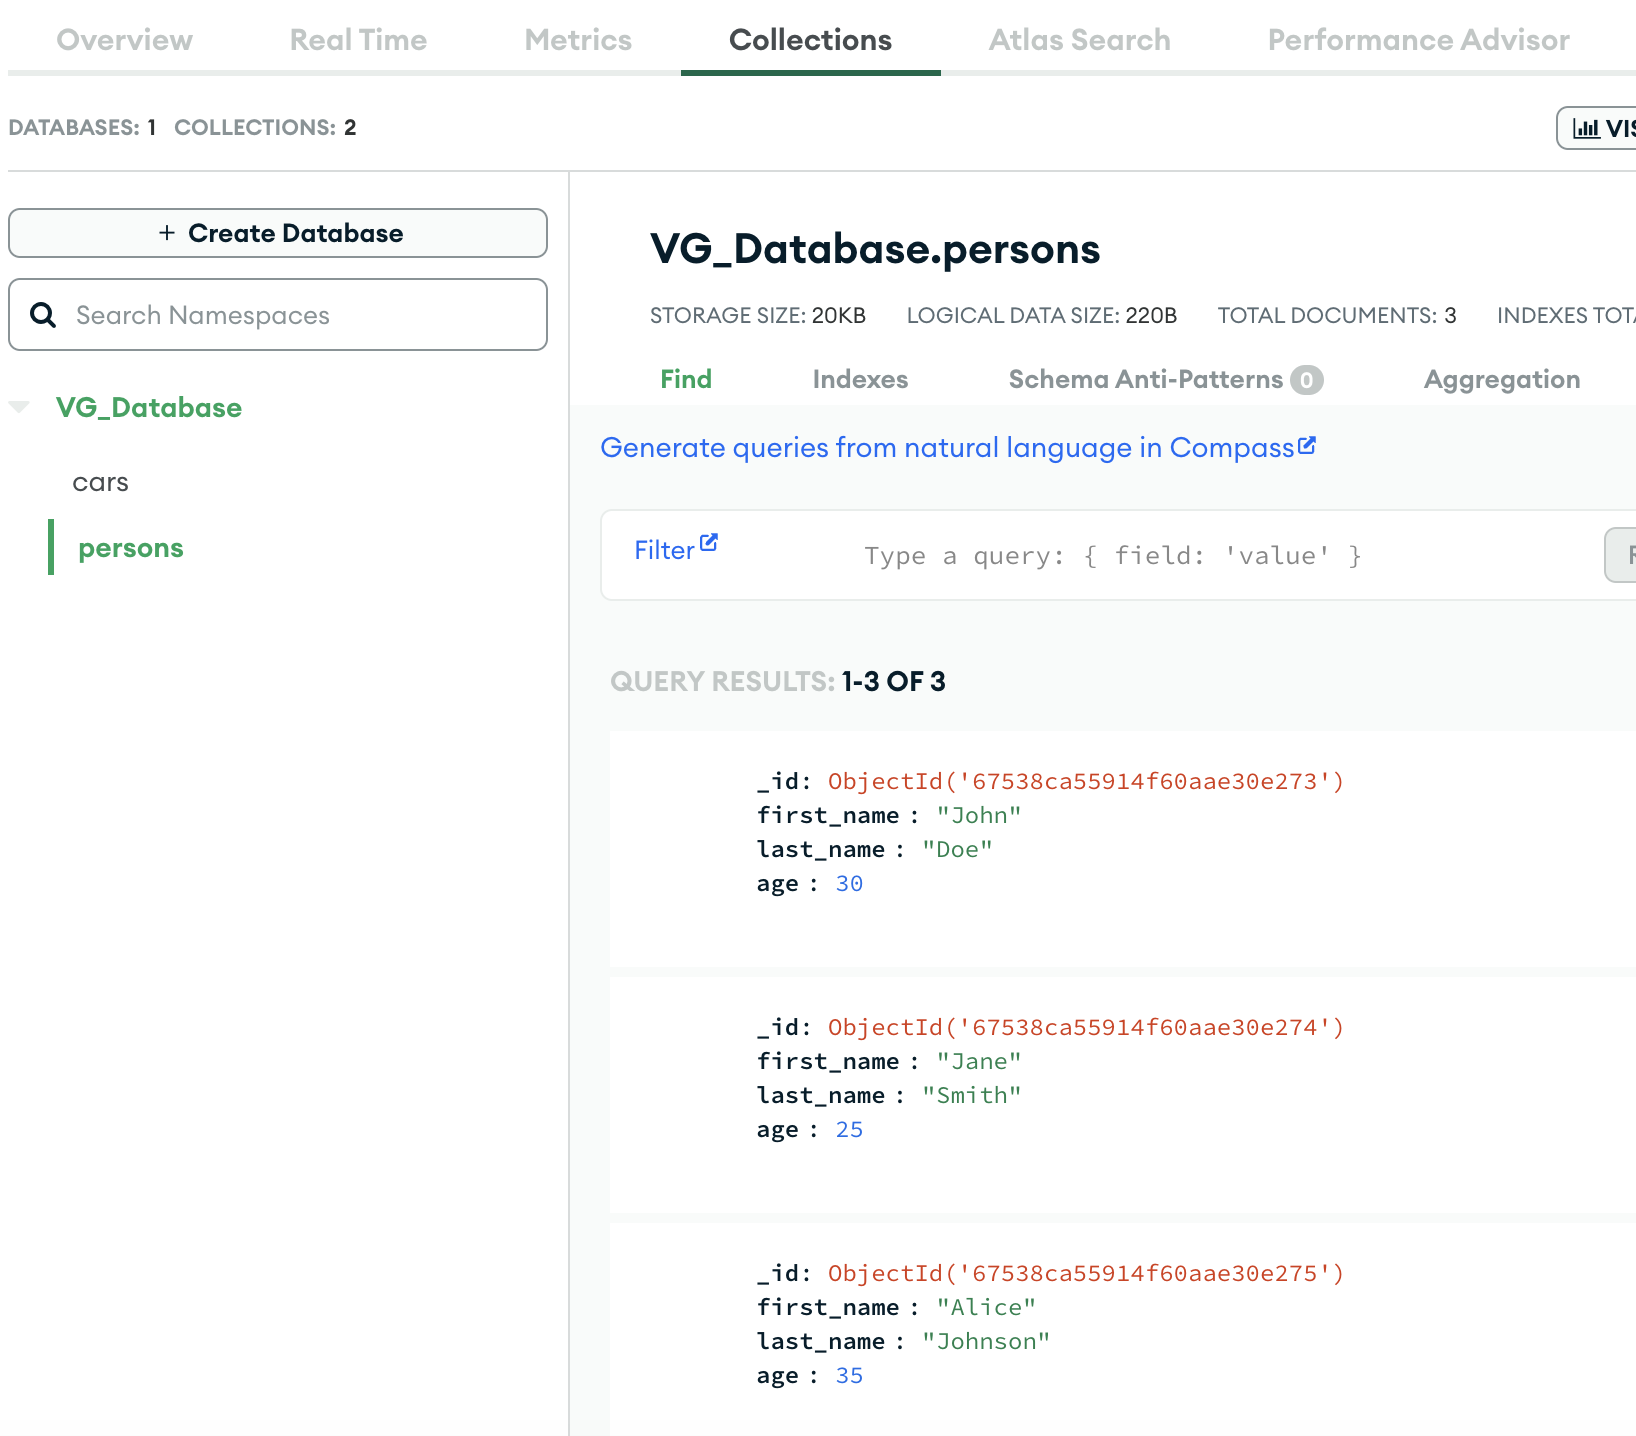 Overview Real Time Metrics Collections Atlas Search Performance Advisor
DATABASES: 1 COLLECTIONS: 2
VIS
+ Create Database
Search Namespaces
VG_Database
cars
persons
VG_Database.persons
STORAGE SIZE: 20KB LOGICAL DATA SIZE: 220B TOTAL DOCUMENTS: 3 INDEXES TOTA
Find Indexes Schema Anti-Patterns 0 Aggregation
Generate queries from natural language in Compass
Filter Type a query: { field: 'value' }
QUERY RESULTS: 1-3 OF 3
_id: ObjectId('67538ca55914f60aae30e273')
first_name : "John"
last_name : "Doe"
age : 30
_id: ObjectId('67538ca55914f60aae30e274')
first_name : "Jane"
last_name : "Smith"
age : 25
_id: ObjectId('67538ca55914f60aae30e275')
first_name : "Alice"
last_name : "Johnson"
age : 35